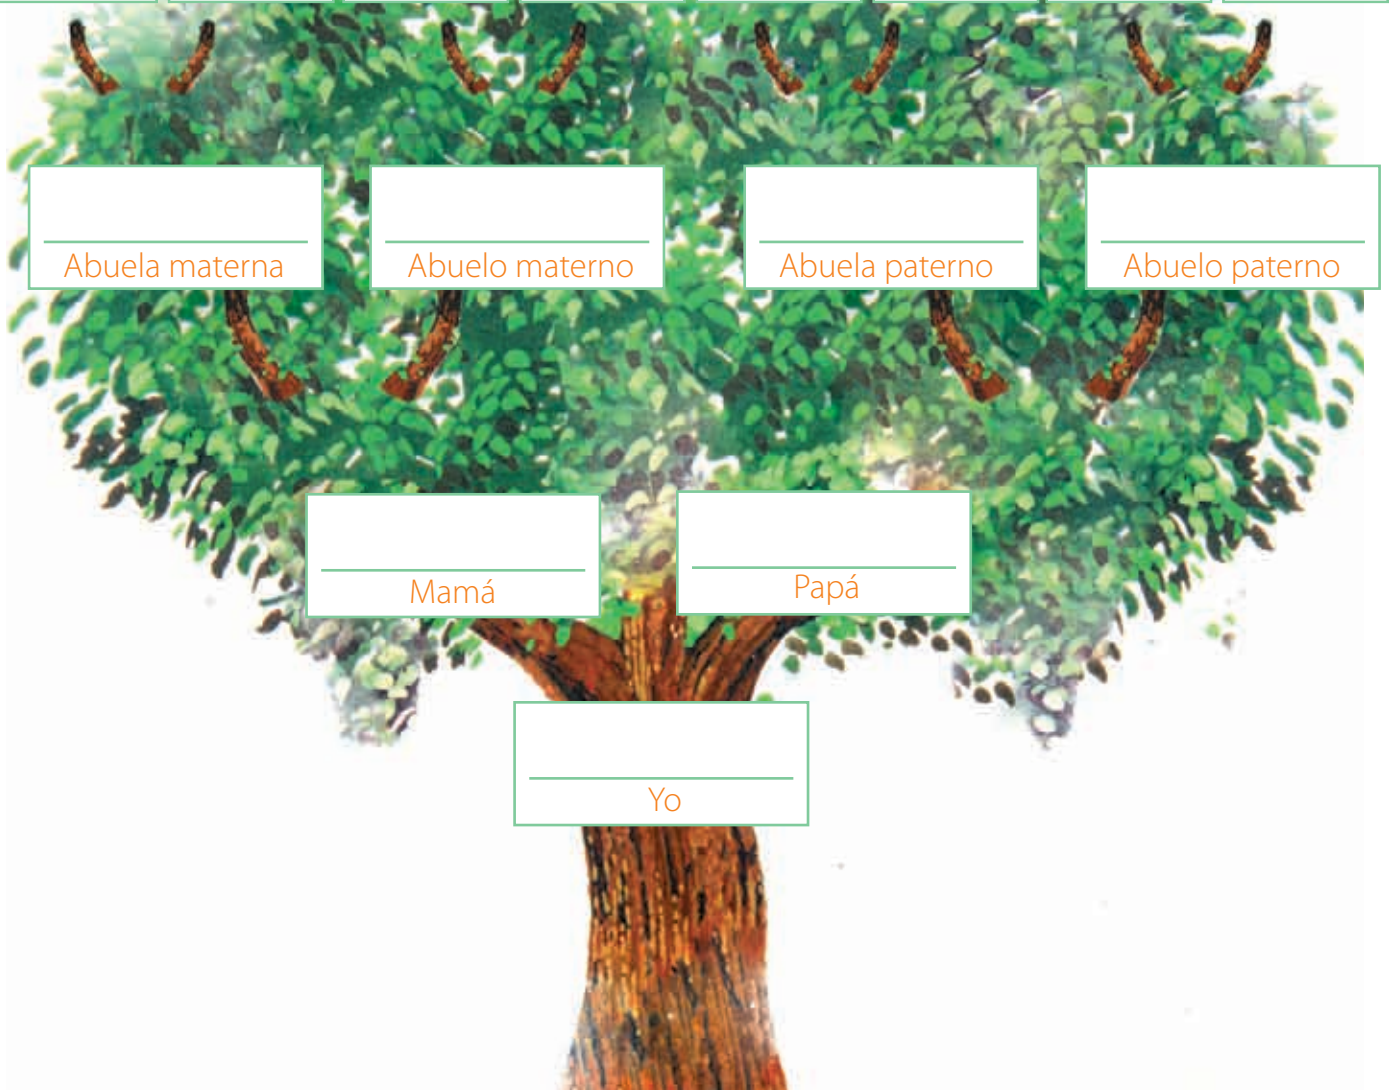 Abuela materna
Abuelo materno
Abuela paterno
Abuelo paterno
Mamá
Papá
Yo